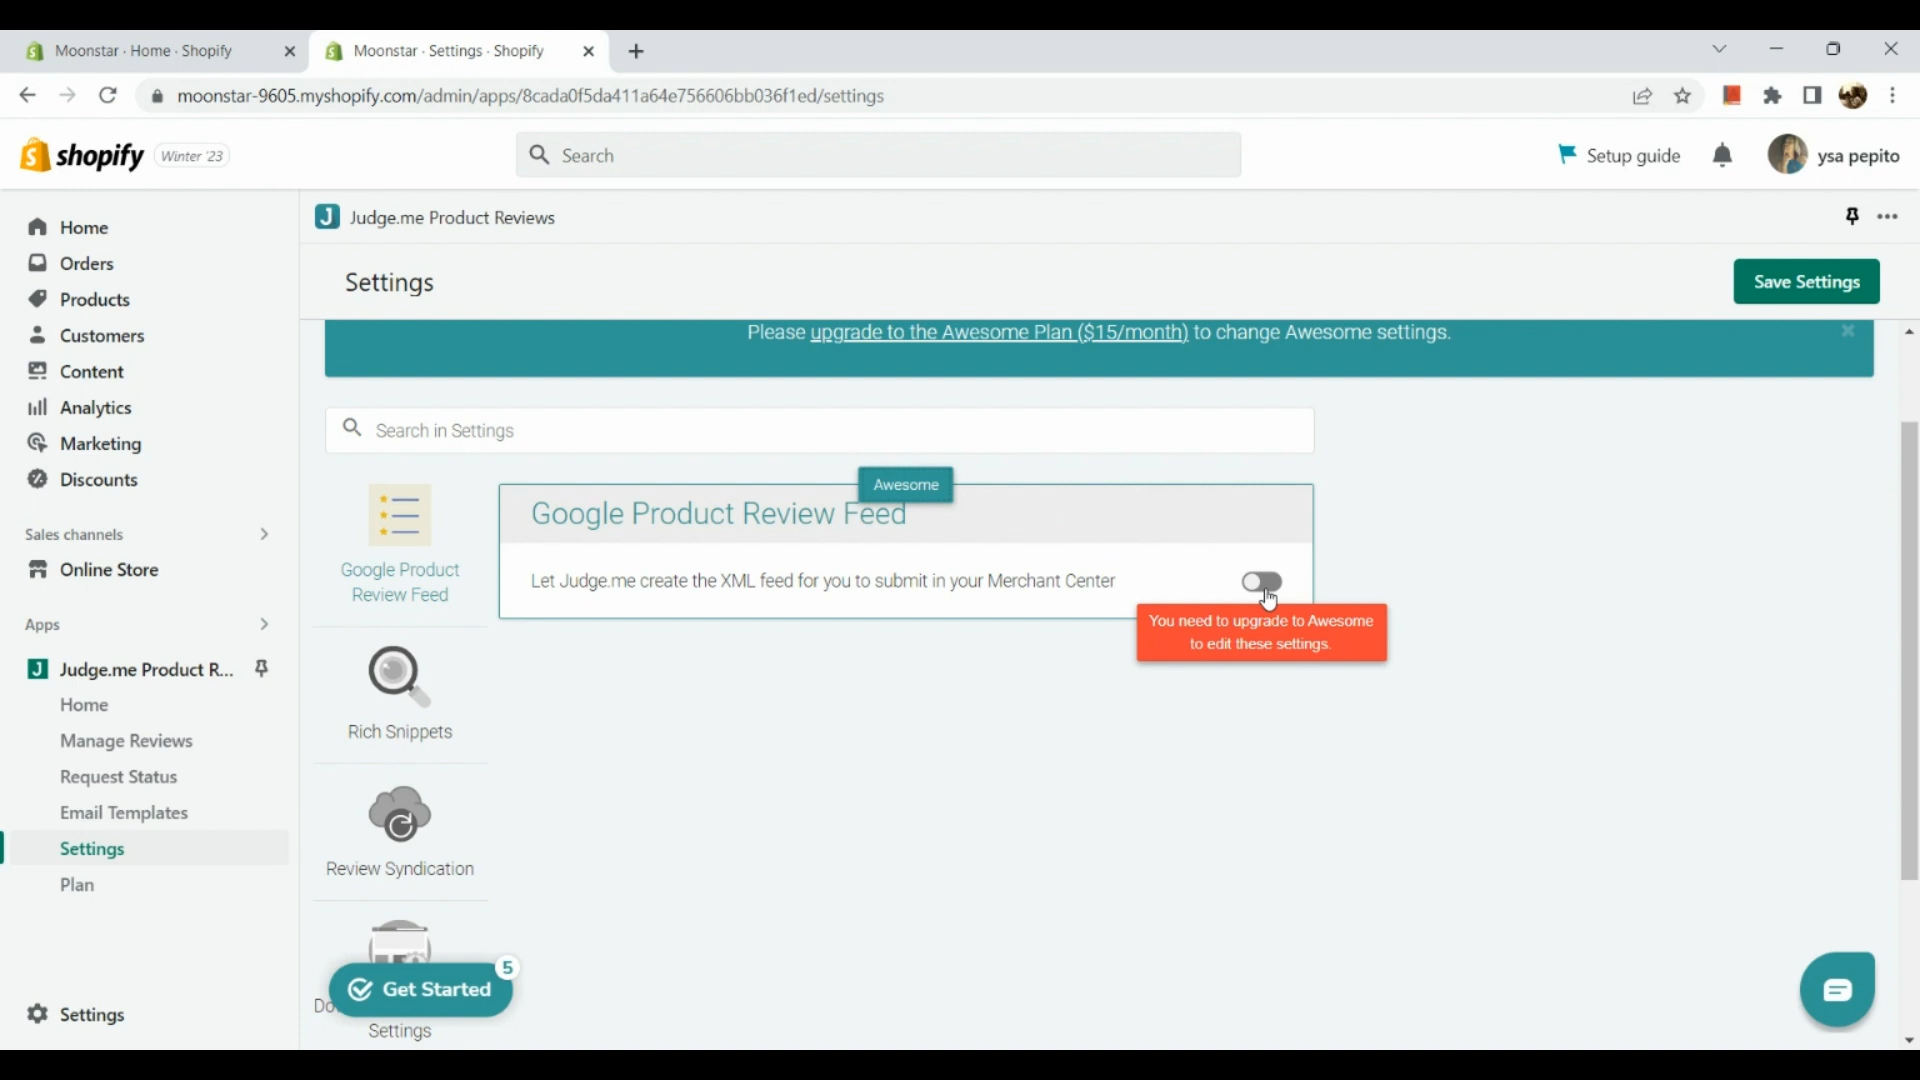 Moonstar · Home · Shopify
Moonstar · Settings · Shopify
moonstar-9605.myshopify.com/admin/apps/8cada0f5da411a64e756606bb036f1ed/settings
shopify
Winter '23
Search
Setup guide
ysa pepito
Home
Orders
Products
Customers
Content
Analytics
Marketing
Discounts
Sales channels
Online Store
Apps
J
Judge.me Product R...
Home
Manage Reviews
Request Status
Email Templates
Settings
Plan
Settings
J
Judge.me Product Reviews
Settings
Save Settings
Please upgrade to the Awesome Plan ($15/month) to change Awesome settings.
Search in Settings
Google Product
Review Feed
Rich Snippets
Review Syndication
Settings
Awesome
Google Product Review Feed
Let Judge.me create the XML feed for you to submit in your Merchant Center
You need to upgrade to Awesome
to edit these settings.
Get Started
5